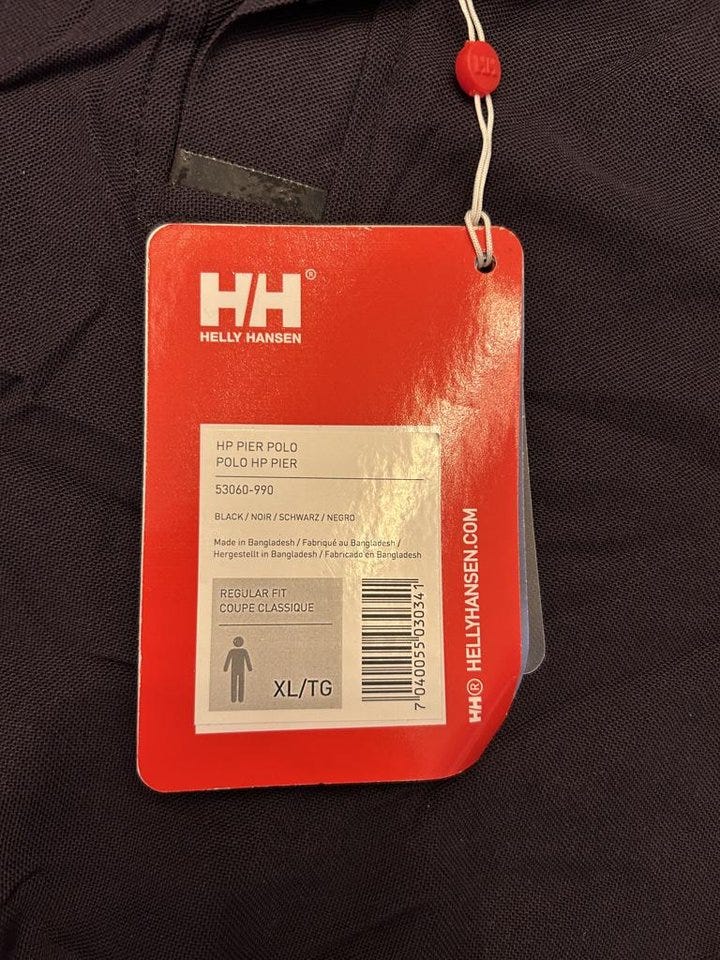 HH
HH®
HELLY HANSEN
HP PIER POLO
POLO HP PIER
53060-990
BLACK / NOIR / SCHWARZ / NEGRO
Made in Bangladesh / Fabriqué au Bangladesh /
Hergestellt in Bangladesh / Fabricado en Bangladesh
REGULAR FIT
COUPE CLASSIQUE
XL/TG
7 040055 030341
HH® HELLYHANSEN.COM